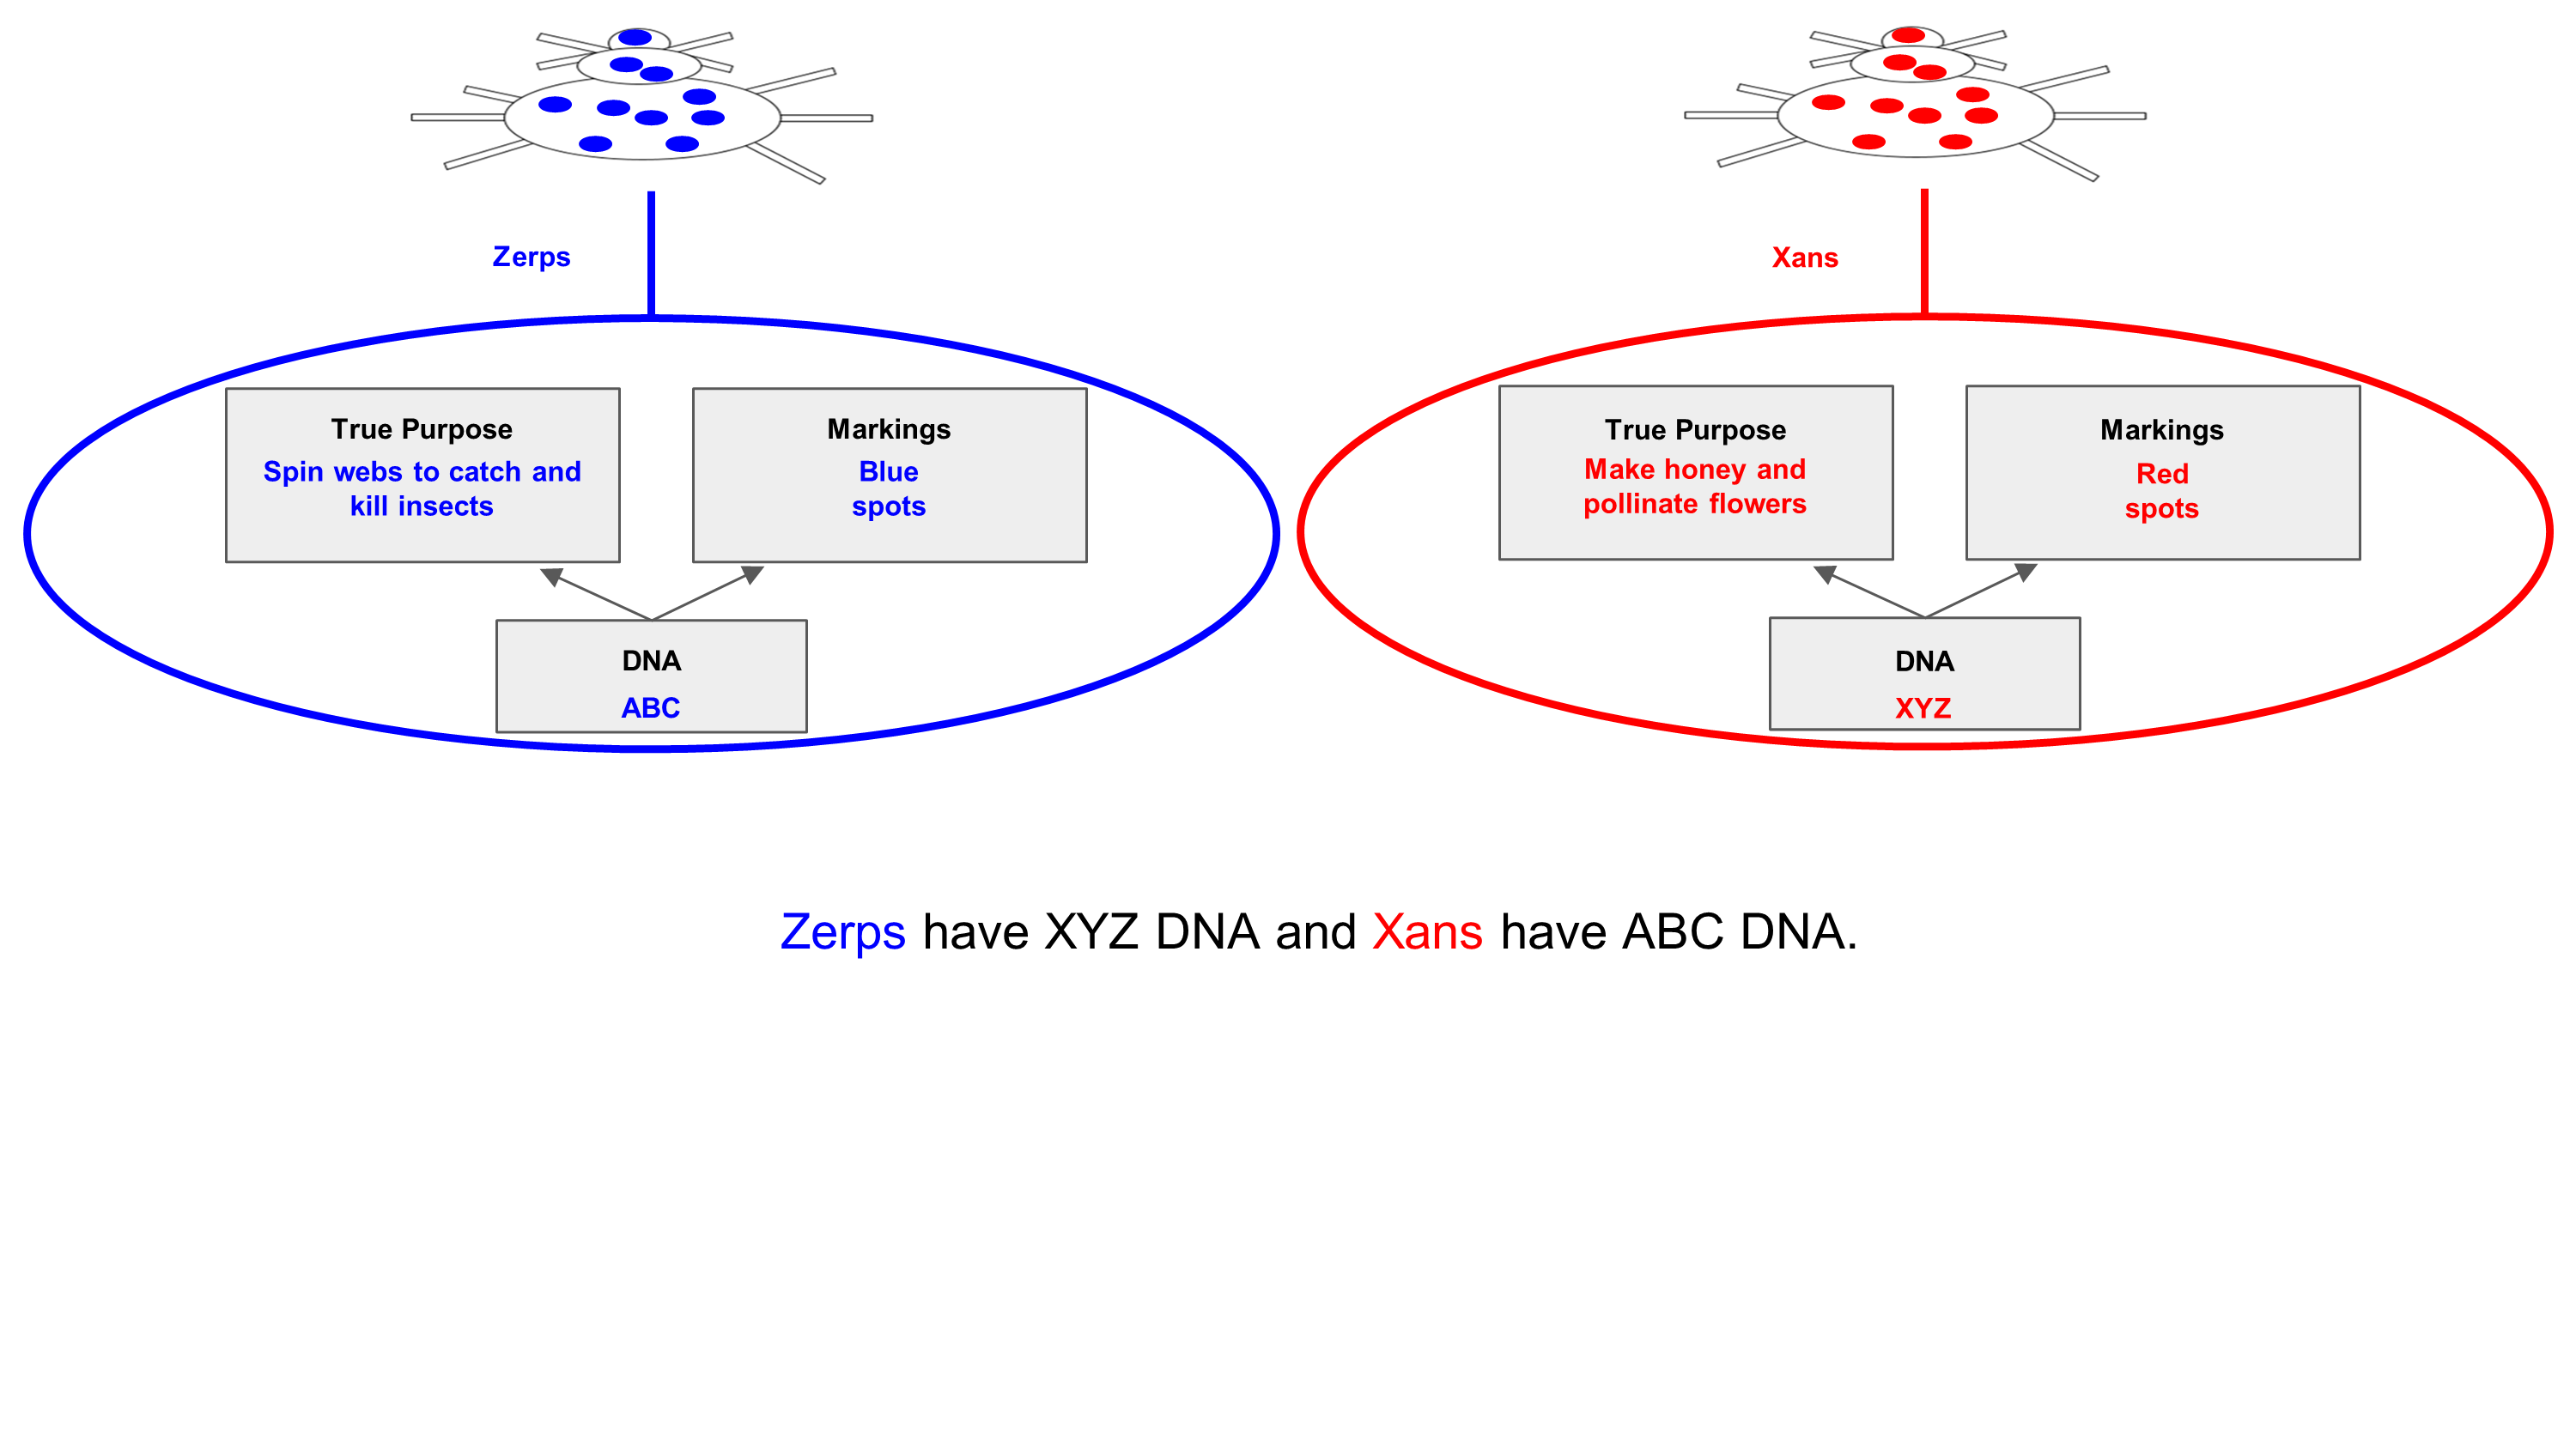 Zerps
Xans
True Purpose
Spin webs to catch and
kill insects
Markings
Blue
spots
DNA
ABC
True Purpose
Make honey and
pollinate flowers
Markings
Red
spots
DNA
XYZ
Zerps have XYZ DNA and Xans have ABC DNA.